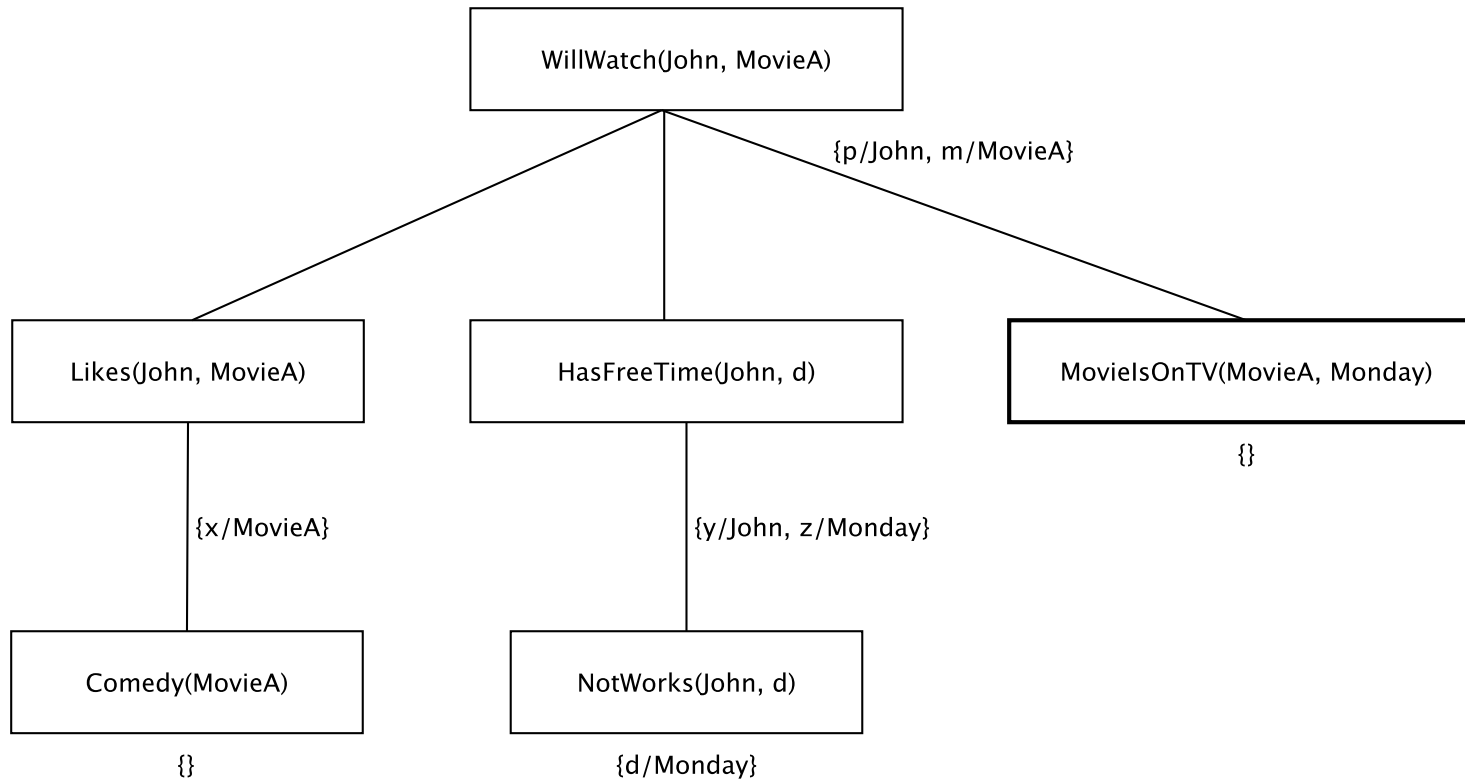 WillWatch(John, MovieA)
{p/John, m/MovieA}
Likes(John, MovieA)
HasFreeTime(John, d)
MovieIsOnTV(MovieA, Monday)
{}
{x/MovieA}
{y/John, z/Monday}
Comedy(MovieA)
NotWorks(John, d)
{}
{d/Monday}